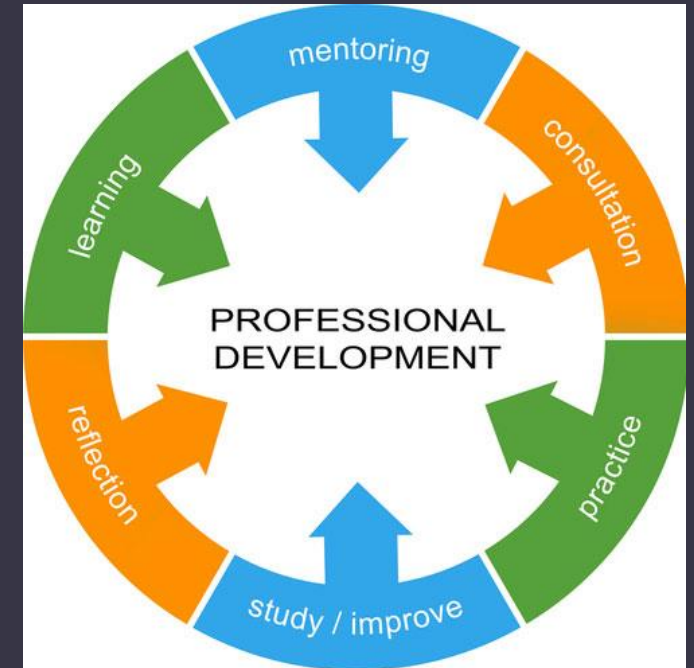 mentoring
consultation
learning
PROFESSIONAL
DEVELOPMENT
reflection
practice
study / improve